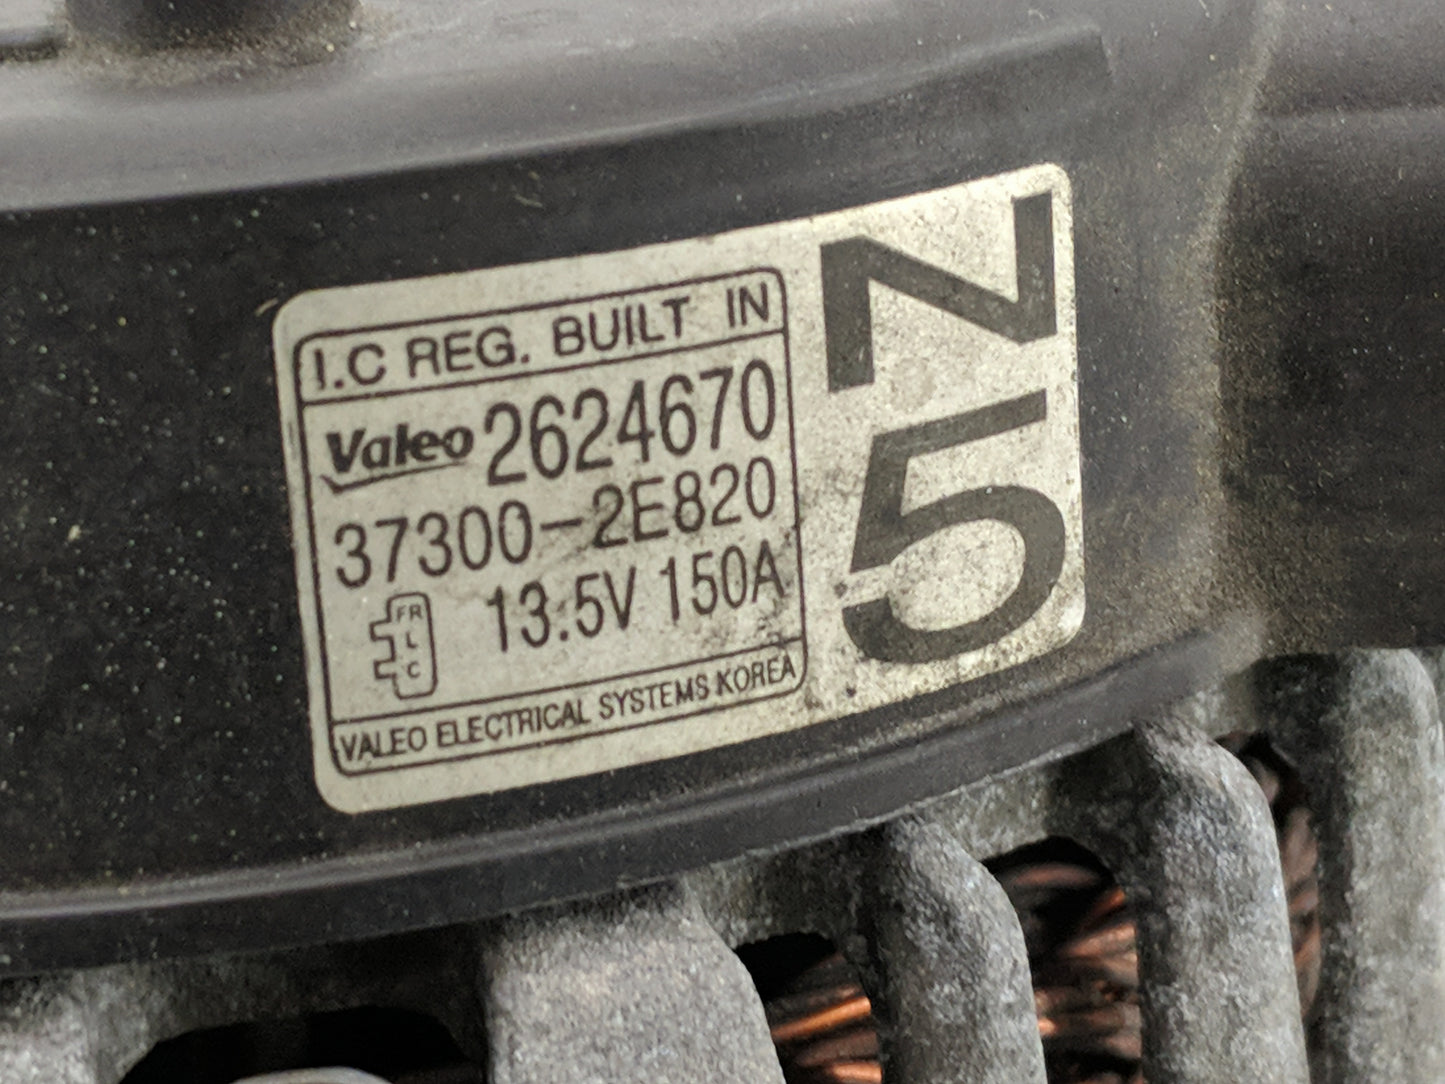 I.C REG. BUILT IN
Valeo 2624670
37300-2E820
13.5V 150A
FR
L
C
VALEO ELECTRICAL SYSTEMS KOREA
Z
5